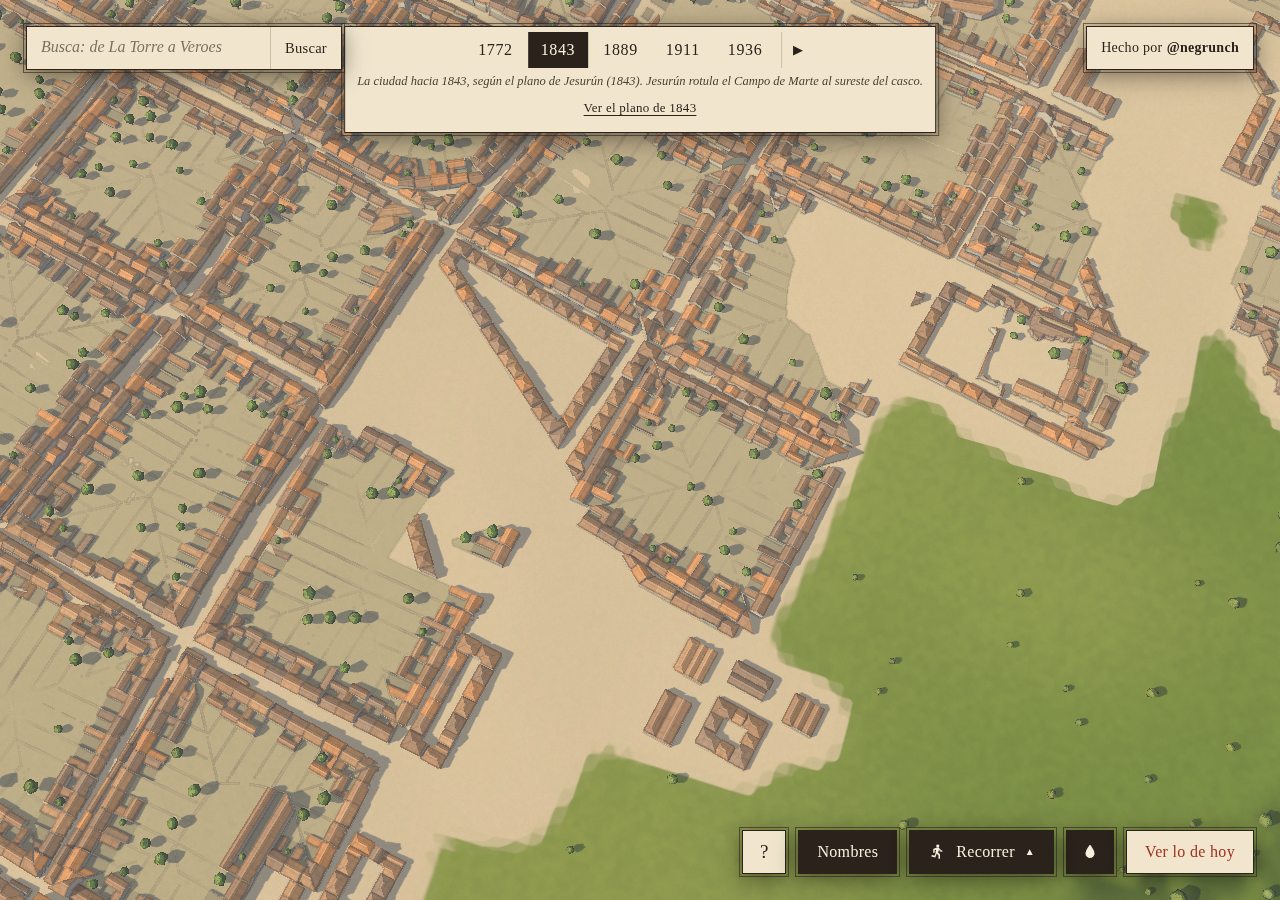 Busca: de La Torre a Veroes
Buscar
1772 1843 1889 1911 1936 ▶
La ciudad hacia 1843, según el plano de Jesurún (1843). Jesurún rotula el Campo de Marte al sureste del casco.
Ver el plano de 1843
Hecho por @negrunch
? Nombres Recorrer ▲ Ver lo de hoy